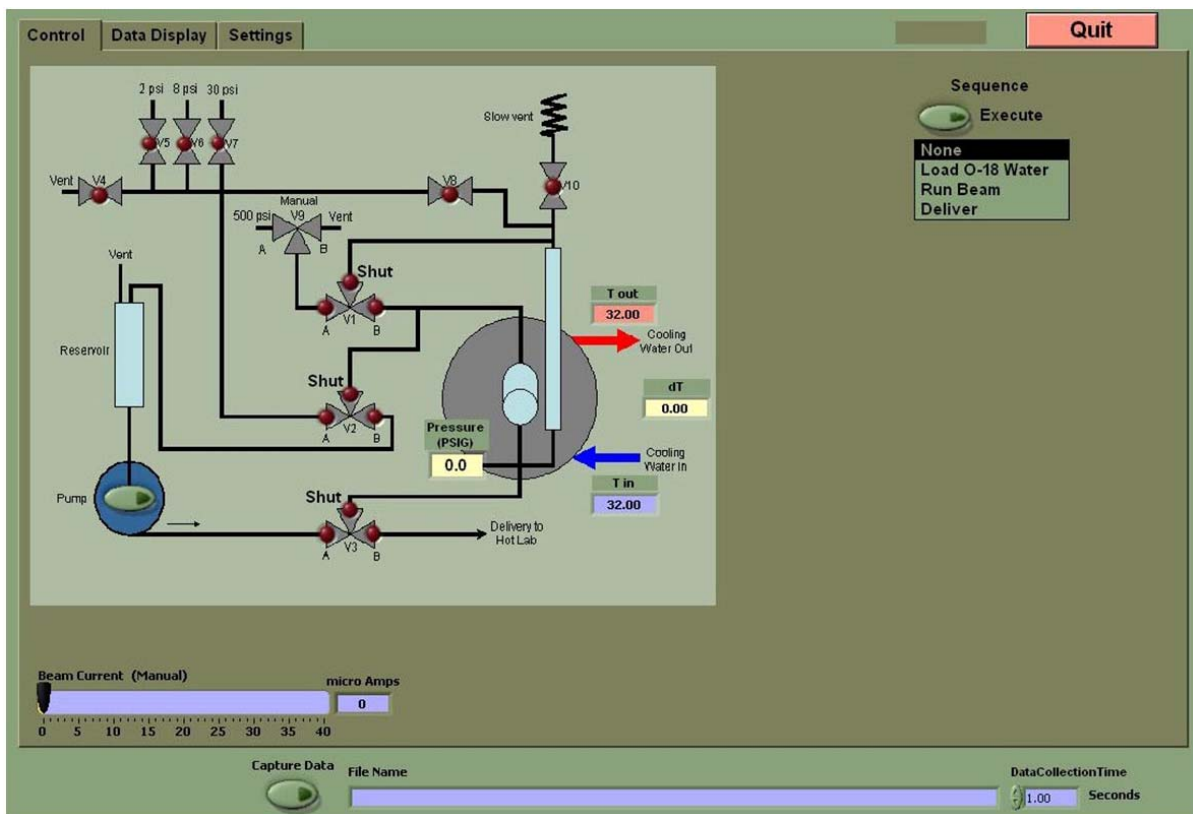 Control
Data Display
Settings
Quit
2 psi 8 psi 30 psi
Slow vent
V5 V6 V7
Vent V4
V8
V10
Manual
500 psi V9 Vent
A B
Vent
Shut
A V1 B
T out
32.00
Cooling
Water Out
Reservoir
Shut
A V2 B
dT
0.00
Pressure
(PSIG)
0.0
Cooling
Water In
T in
32.00
Pump
Shut
A V3 B
Delivery to
Hot Lab
Sequence
Execute
None
Load O-18 Water
Run Beam
Deliver
Beam Current (Manual)
micro Amps
0
0 5 10 15 20 25 30 35 40
Capture Data
File Name
DataCollectionTime
1.00 Seconds